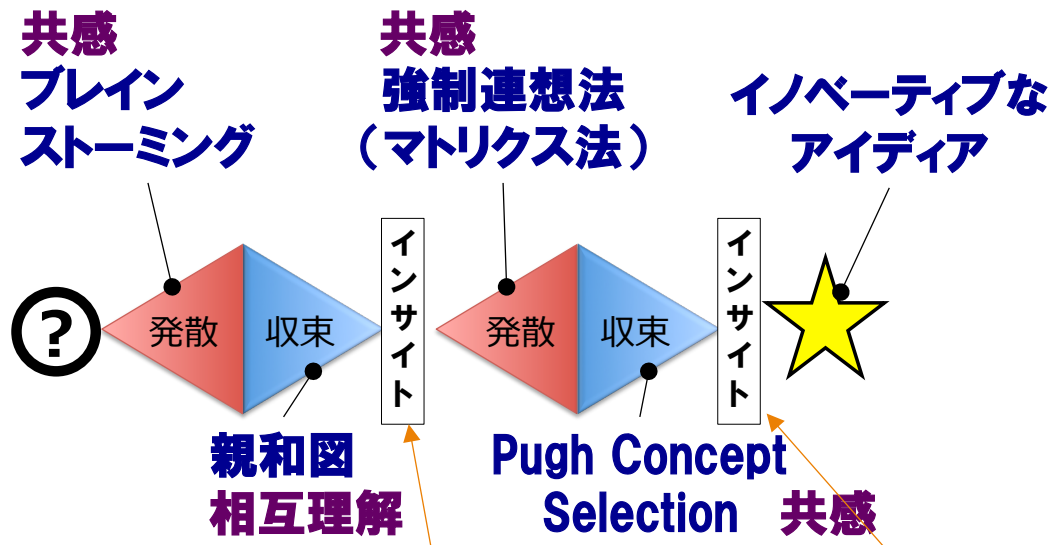 共感
ブレイン
ストーミング
共感
強制連想法
（マトリクス法）
イノベーティブな
アイディア
?
発散
収束
インサイト
発散
収束
インサイト
親和図
相互理解
Pugh Concept
Selection
共感